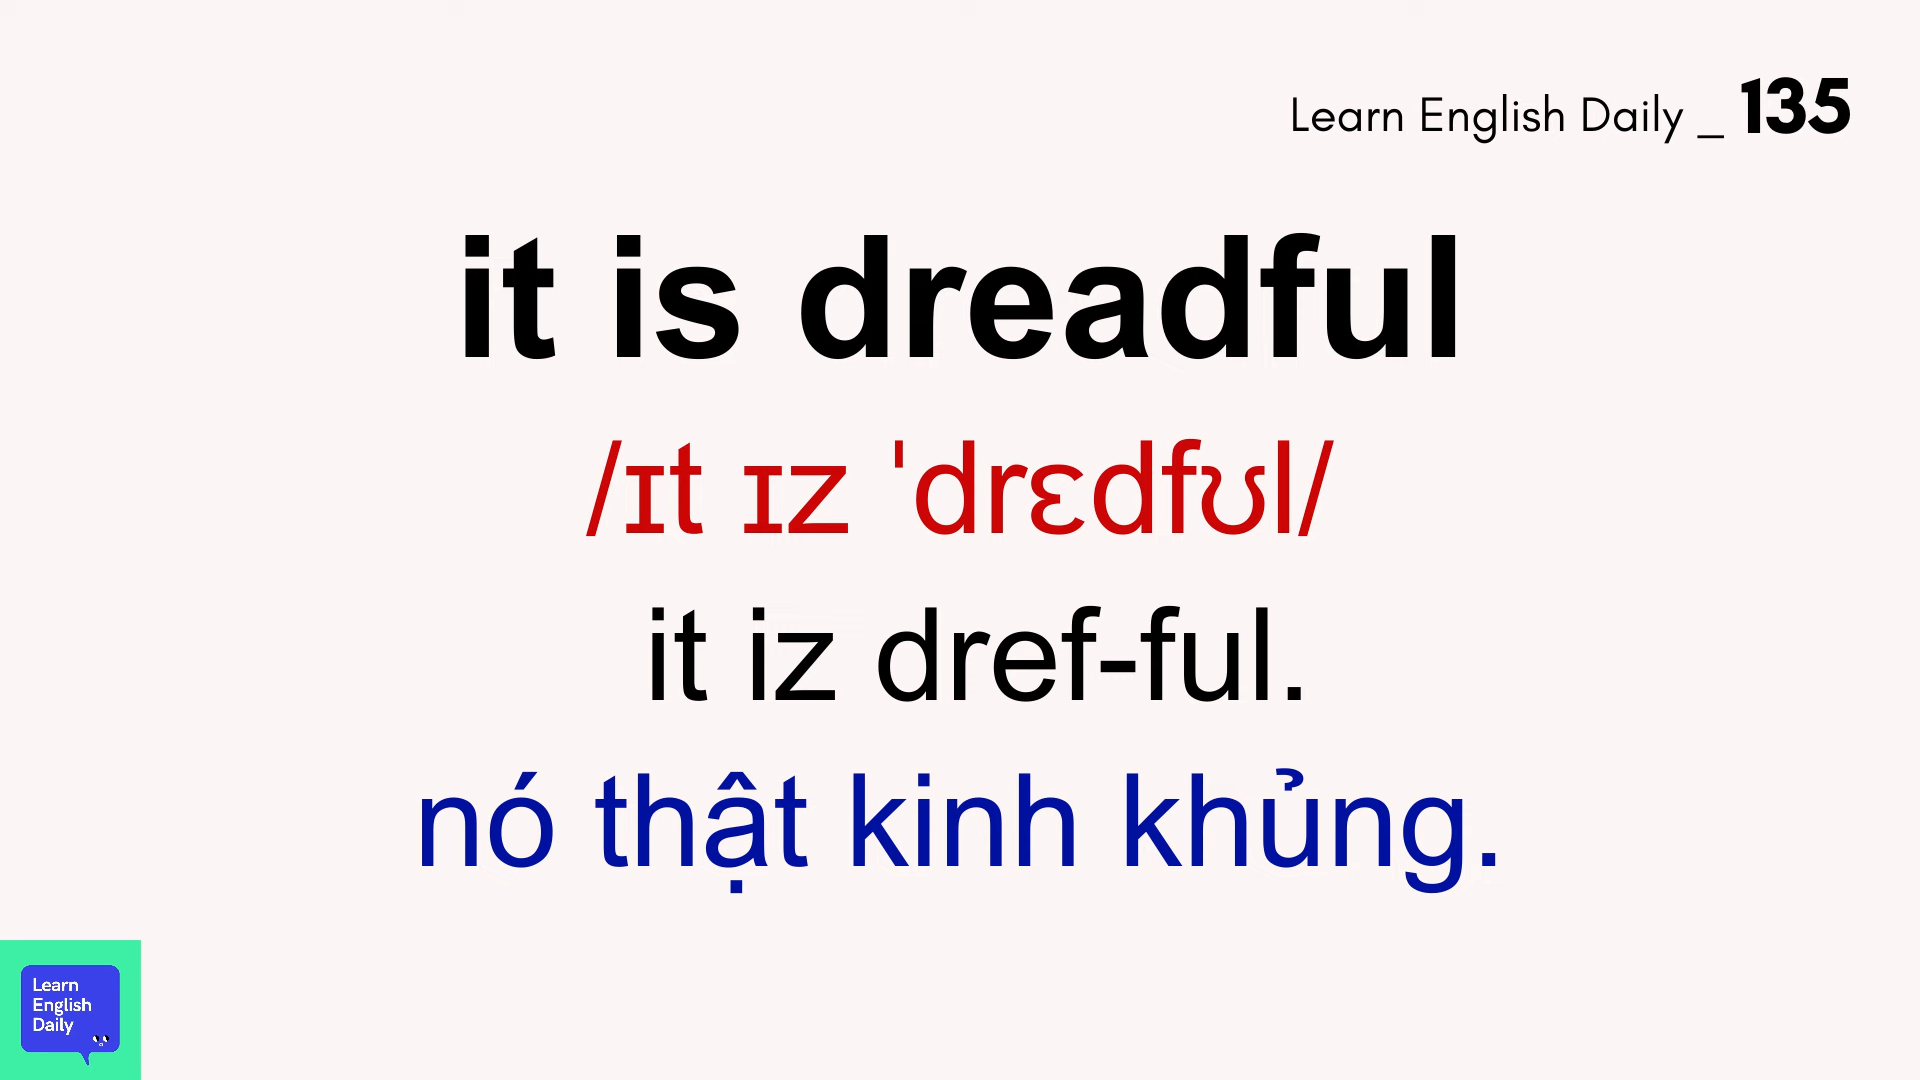 Learn English Daily _ 135
it is dreadful
/ɪt ɪz ˈdrɛdfʊl/
it iz dref-ful.
nó thật kinh khủng.
Learn
English
Daily